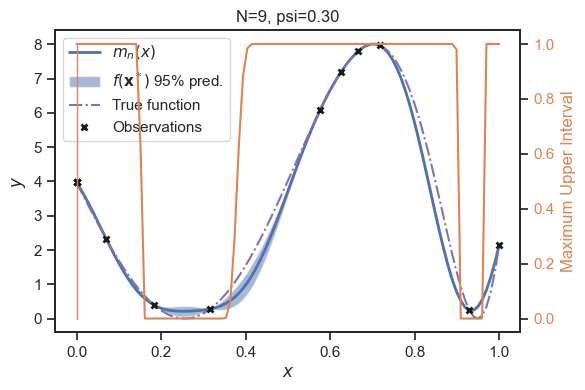 N=9, psi=0.30
mₙ(x)
f(x*) 95% pred.
True function
Observations
y
8
7
6
5
4
3
2
1
0
0.0 0.2 0.4 0.6 0.8 1.0
x
1.0
0.8
0.6
0.4
0.2
0.0
Maximum Upper Interval